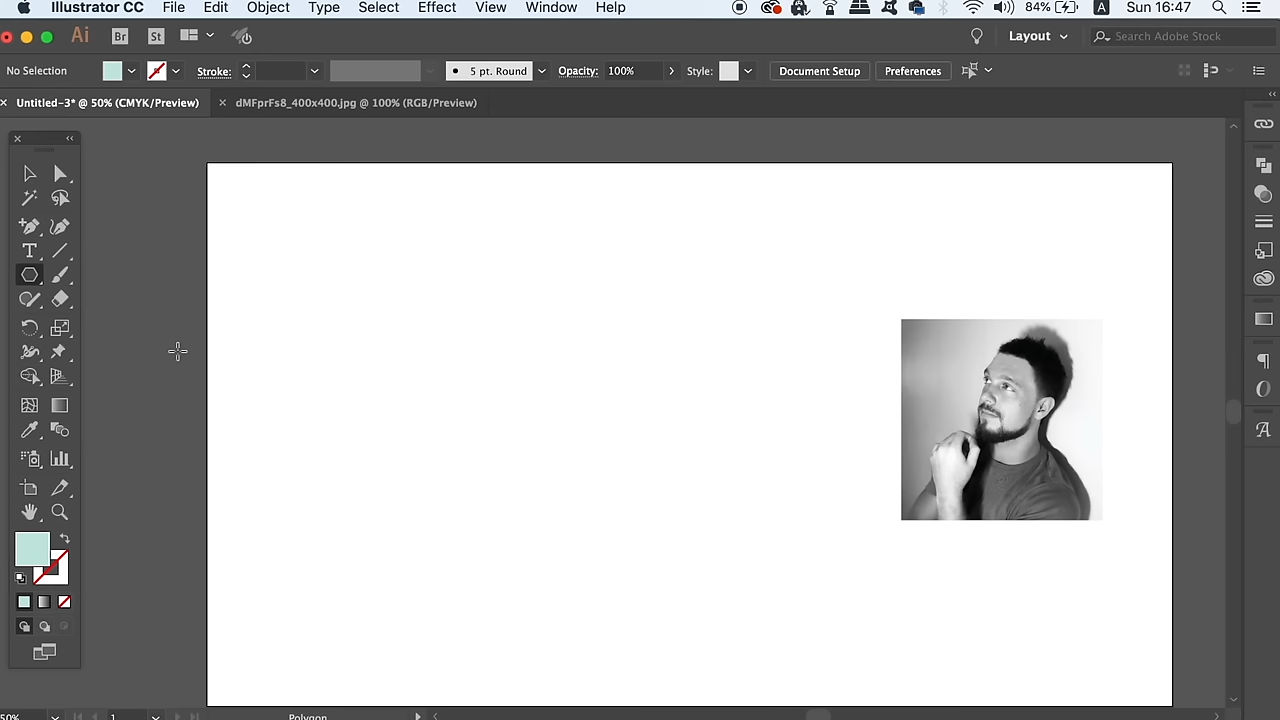 Illustrator CC File Edit Object Type Select Effect View Window Help 84% A Sun 16:47
Ai Br St Layout Search Adobe Stock
No Selection Stroke: 5 pt. Round Opacity: 100% Style: Document Setup Preferences
Untitled-3* @ 50% (CMYK/Preview) dMFprFs8_400x400.jpg @ 100% (RGB/Preview)
50% 1 Polygon